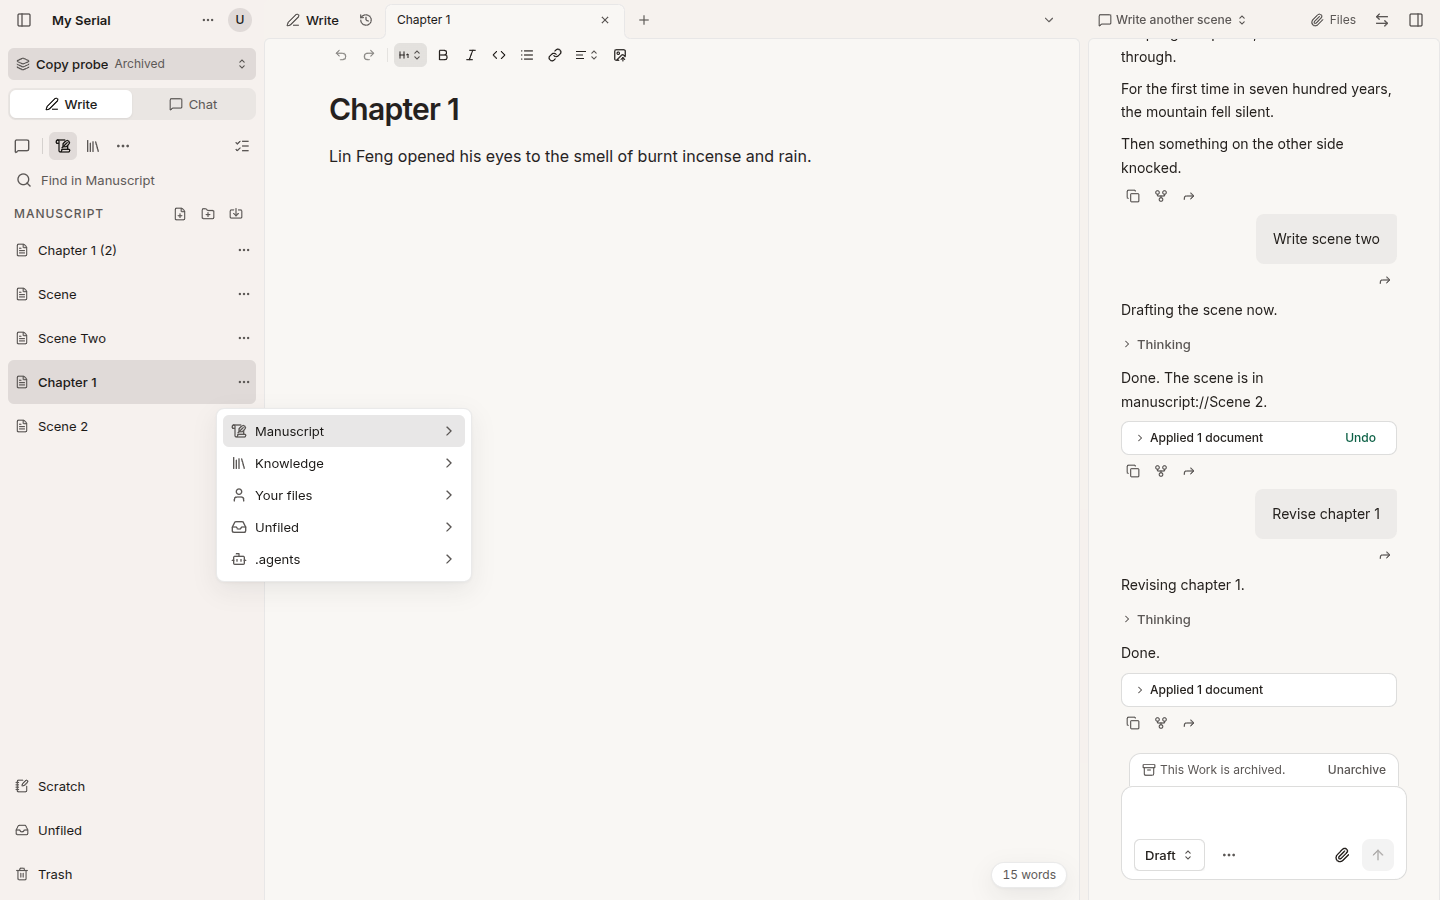 My Serial
U
Copy probe Archived
Write
Chat
Find in Manuscript
MANUSCRIPT
Chapter 1 (2)
Scene
Scene Two
Chapter 1
Scene 2
Scratch
Unfiled
Trash
Write
Chapter 1
H1
Chapter 1
Lin Feng opened his eyes to the smell of burnt incense and rain.
Manuscript
Knowledge
Your files
Unfiled
.agents
15 words
Write another scene
Files
through.
For the first time in seven hundred years,
the mountain fell silent.
Then something on the other side
knocked.
Write scene two
Drafting the scene now.
Thinking
Done. The scene is in
manuscript://Scene 2.
Applied 1 document
Undo
Revise chapter 1
Revising chapter 1.
Thinking
Done.
Applied 1 document
This Work is archived.
Unarchive
Draft